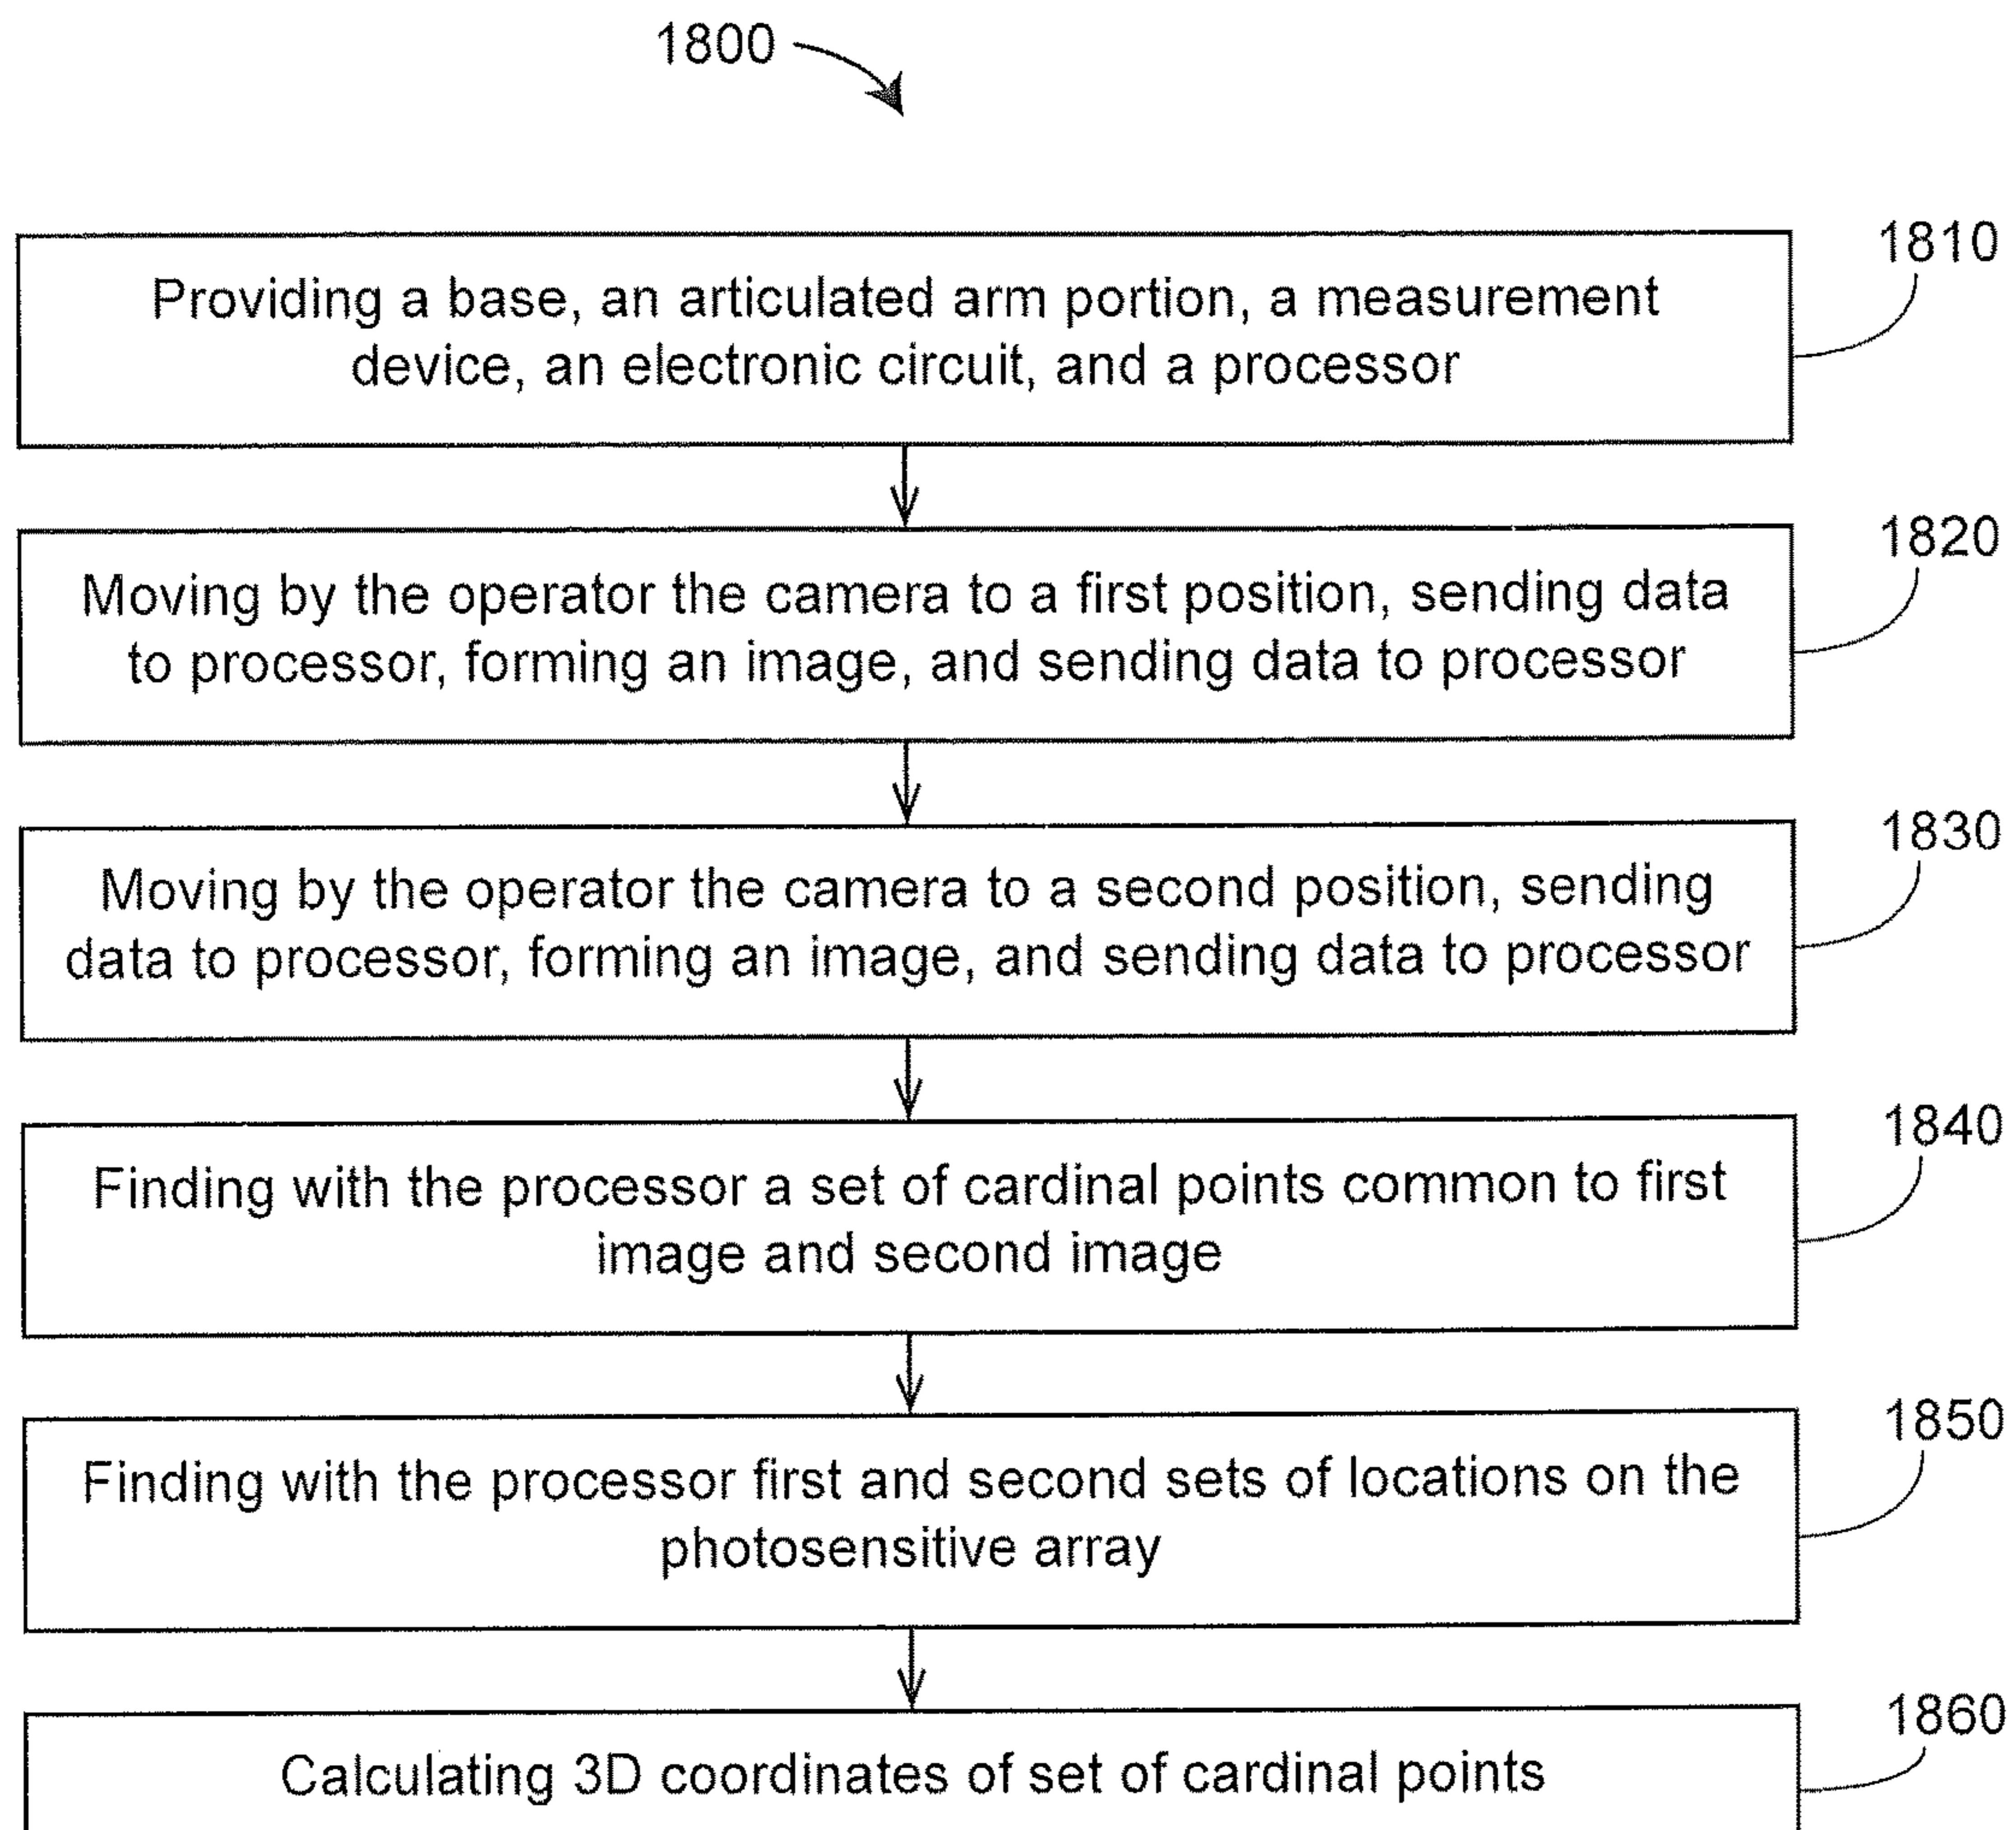 1800
1810
Providing a base, an articulated arm portion, a measurement
device, an electronic circuit, and a processor
1820
Moving by the operator the camera to a first position, sending data
to processor, forming an image, and sending data to processor
1830
Moving by the operator the camera to a second position, sending
data to processor, forming an image, and sending data to processor
1840
Finding with the processor a set of cardinal points common to first
image and second image
1850
Finding with the processor first and second sets of locations on the
photosensitive array
1860
Calculating 3D coordinates of set of cardinal points